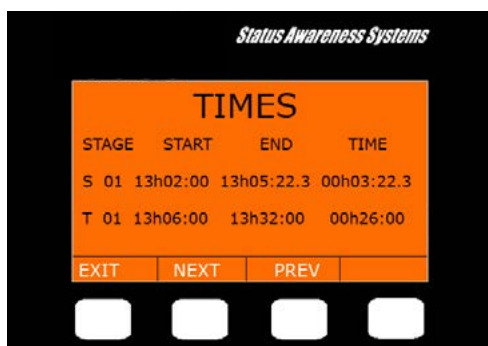 Status Awareness Systems
TIMES
STAGE START END TIME
S 01 13h02:00 13h05:22.3 00h03:22.3
T 01 13h06:00 13h32:00 00h26:00
EXIT NEXT PREV